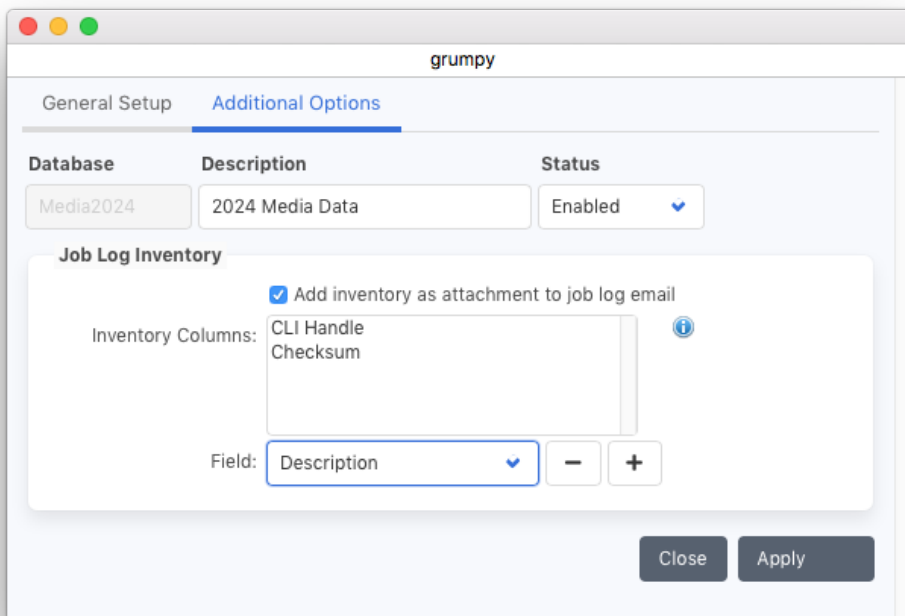 grumpy
General Setup Additional Options
Database Description Status
Media2024 2024 Media Data Enabled
Job Log Inventory
Add inventory as attachment to job log email
Inventory Columns: CLI Handle
Checksum
Field: Description
Close Apply